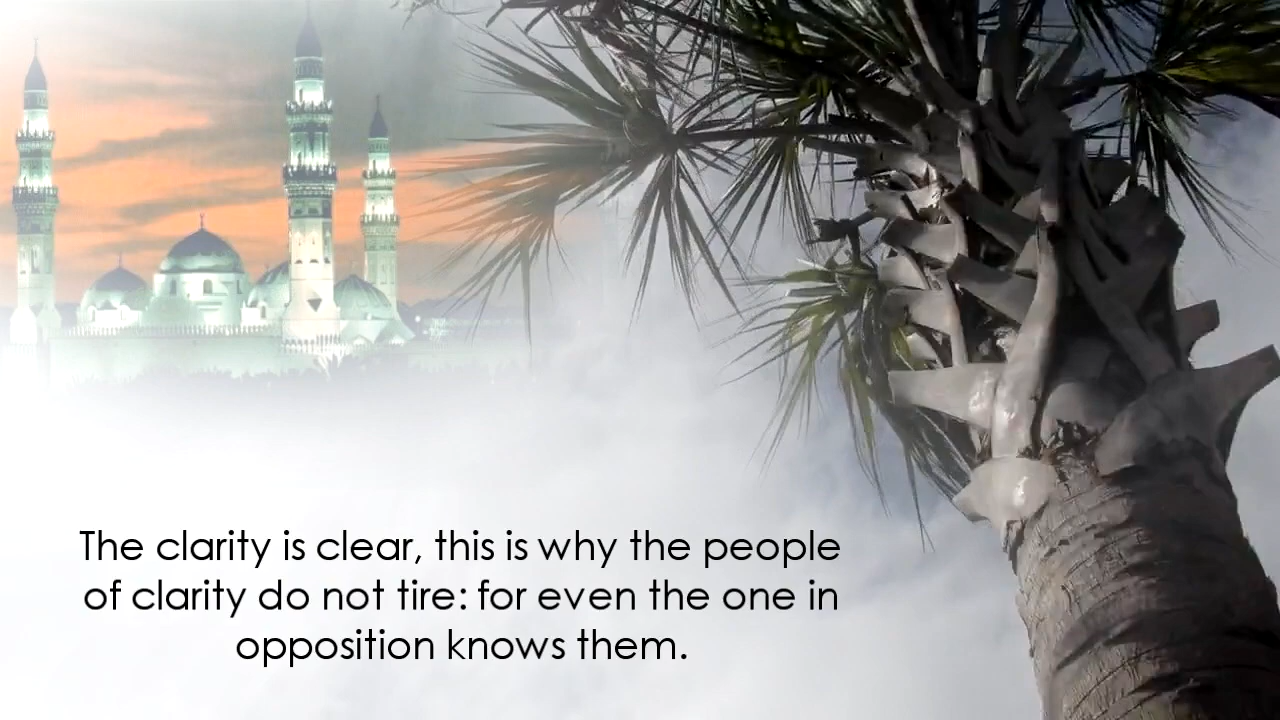 The clarity is clear, this is why the people
of clarity do not tire: for even the one in
opposition knows them.